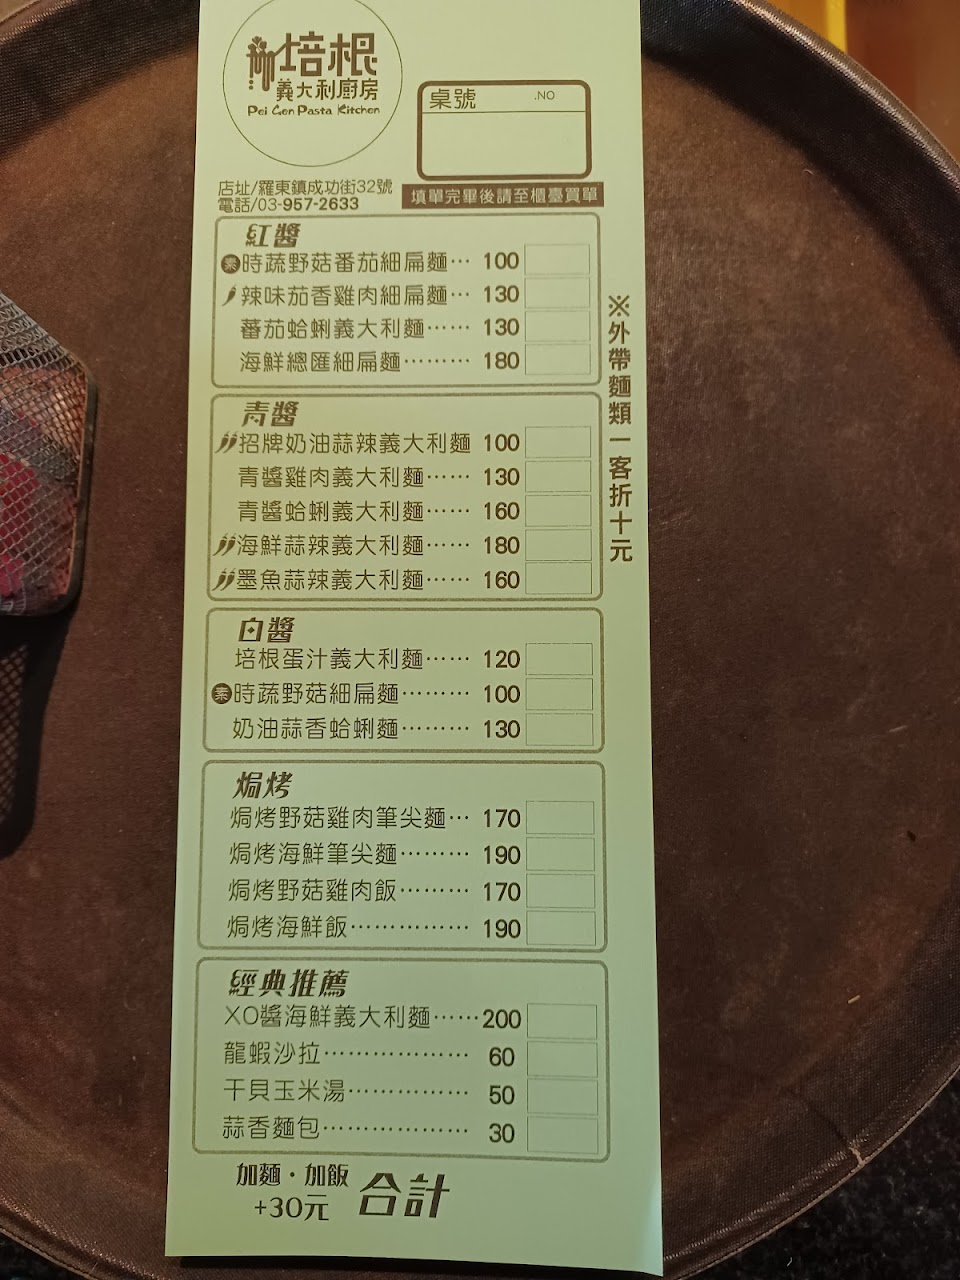 培根
義大利廚房
Pei Gen Pasta Kitchen
桌號 .NO
店址/羅東鎮成功街32號
電話/03-957-2633
填單完畢後請至櫃臺買單
紅醬
素時蔬野菇番茄細扁麵… 100
辣味茄香雞肉細扁麵… 130
蕃茄蛤蜊義大利麵…… 130
海鮮總匯細扁麵……… 180
※外帶麵類一客折十元
青醬
招牌奶油蒜辣義大利麵 100
青醬雞肉義大利麵…… 130
青醬蛤蜊義大利麵…… 160
海鮮蒜辣義大利麵…… 180
墨魚蒜辣義大利麵…… 160
白醬
培根蛋汁義大利麵…… 120
素時蔬野菇細扁麵……… 100
奶油蒜香蛤蜊麵……… 130
焗烤
焗烤野菇雞肉筆尖麵… 170
焗烤海鮮筆尖麵……… 190
焗烤野菇雞肉飯……… 170
焗烤海鮮飯…………… 190
經典推薦
XO醬海鮮義大利麵……200
龍蝦沙拉……………… 60
干貝玉米湯…………… 50
蒜香麵包……………… 30
加麵・加飯
+30元
合計